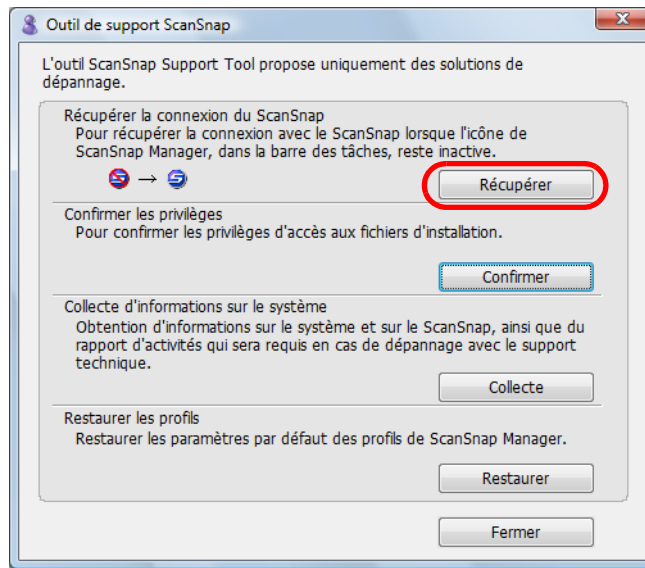 Outil de support ScanSnap
L'outil ScanSnap Support Tool propose uniquement des solutions de
dépannage.
Récupérer la connexion du ScanSnap
Pour récupérer la connexion avec le ScanSnap lorsque l'icône de
ScanSnap Manager, dans la barre des tâches, reste inactive.
Récupérer
Confirmer les privilèges
Pour confirmer les privilèges d'accès aux fichiers d'installation.
Confirmer
Collecte d'informations sur le système
Obtention d'informations sur le système et sur le ScanSnap, ainsi que du
rapport d'activités qui sera requis en cas de dépannage avec le support
technique.
Collecte
Restaurer les profils
Restaurer les paramètres par défaut des profils de ScanSnap Manager.
Restaurer
Fermer